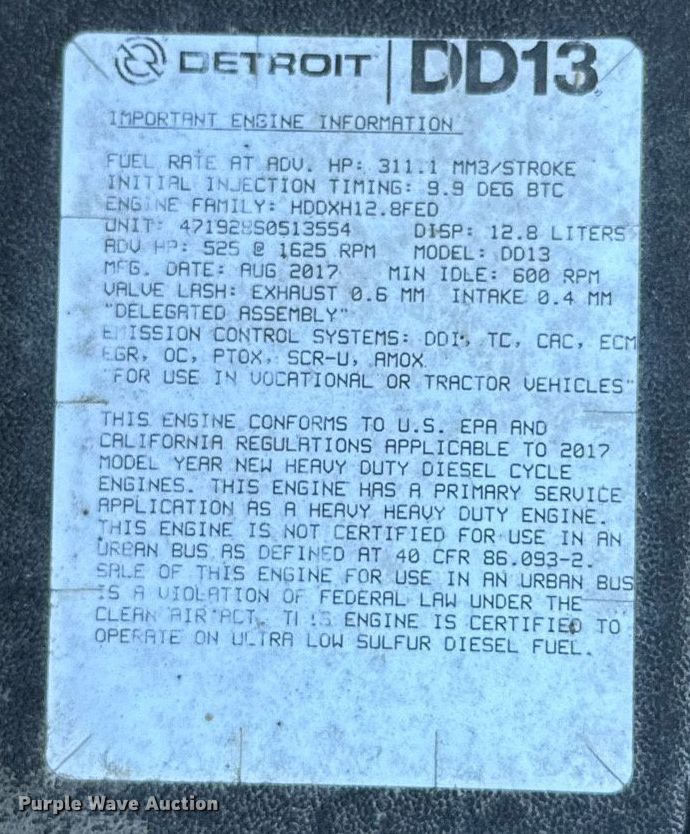 DETROIT DD13
IMPORTANT ENGINE INFORMATION
FUEL RATE AT ADV. HP: 311.1 MM3/STROKE
INITIAL INJECTION TIMING: 9.9 DEG BTC
ENGINE FAMILY: HDDXH12.8FED
UNIT: 471928S0513554 DISP: 12.8 LITERS
ADV HP: 525 @ 1625 RPM MODEL: DD13
MFG. DATE: AUG 2017 MIN IDLE: 600 RPM
VALVE LASH: EXHAUST 0.6 MM INTAKE 0.4 MM
"DELEGATED ASSEMBLY"
EMISSION CONTROL SYSTEMS: DDI, TC, CAC, ECM
EGR, OC, PTOX, SCR-U, AMOX
"FOR USE IN VOCATIONAL OR TRACTOR VEHICLES"
THIS ENGINE CONFORMS TO U.S. EPA AND
CALIFORNIA REGULATIONS APPLICABLE TO 2017
MODEL YEAR NEW HEAVY DUTY DIESEL CYCLE
ENGINES. THIS ENGINE HAS A PRIMARY SERVICE
APPLICATION AS A HEAVY HEAVY DUTY ENGINE.
THIS ENGINE IS NOT CERTIFIED FOR USE IN AN
URBAN BUS AS DEFINED AT 40 CFR 86.093-2.
SALE OF THIS ENGINE FOR USE IN AN URBAN BUS
IS A VIOLATION OF FEDERAL LAW UNDER THE
CLEAN AIR ACT. THIS ENGINE IS CERTIFIED TO
OPERATE ON ULTRA LOW SULFUR DIESEL FUEL.
Purple Wave Auction